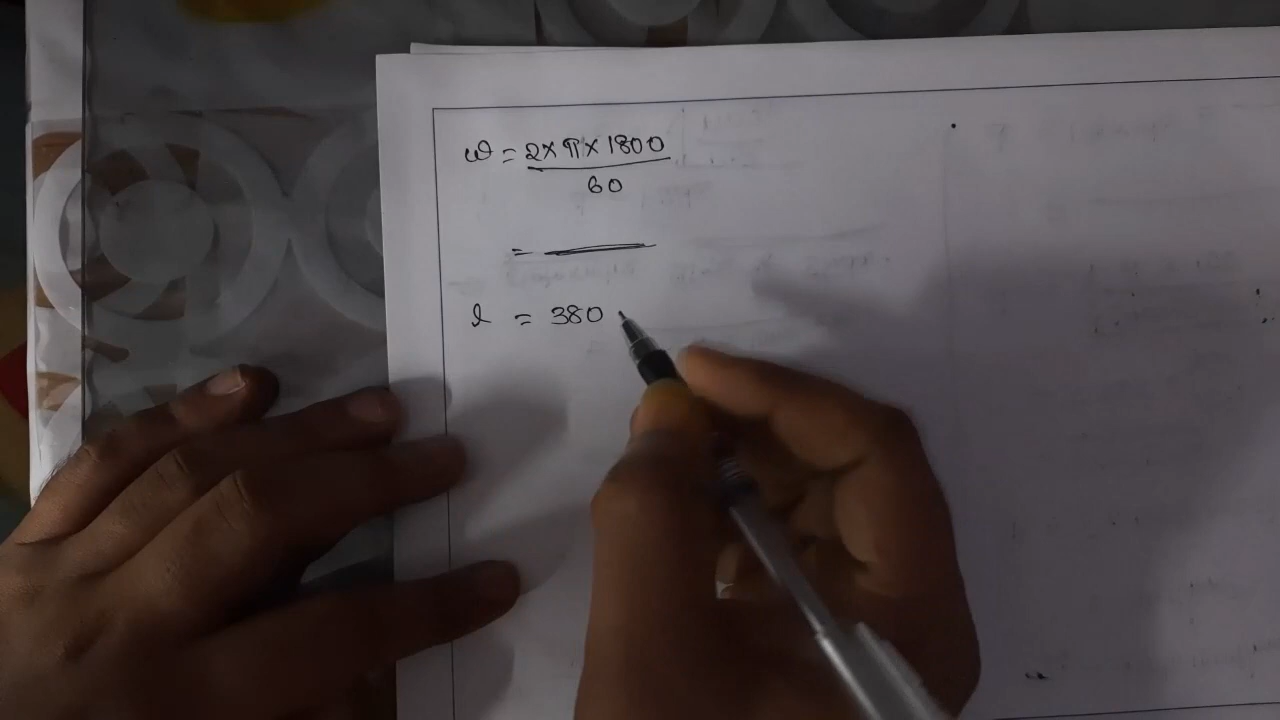 ω = 2×π×1800
60
=
l = 380